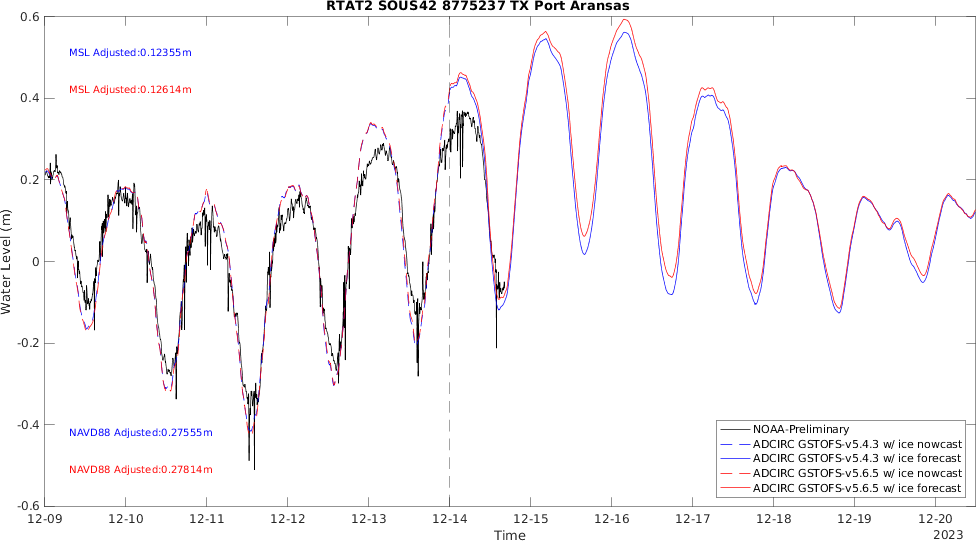 RTAT2 SOUS42 8775237 TX Port Aransas
0.6
0.4
0.2
0
-0.2
-0.4
-0.6
Water Level (m)
MSL Adjusted:0.12355m
MSL Adjusted:0.12614m
NAVD88 Adjusted:0.27555m
NAVD88 Adjusted:0.27814m
NOAA-Preliminary
ADCIRC GSTOFS-v5.4.3 w/ ice nowcast
ADCIRC GSTOFS-v5.4.3 w/ ice forecast
ADCIRC GSTOFS-v5.6.5 w/ ice nowcast
ADCIRC GSTOFS-v5.6.5 w/ ice forecast
12-09 12-10 12-11 12-12 12-13 12-14 12-15 12-16 12-17 12-18 12-19 12-20
Time
2023